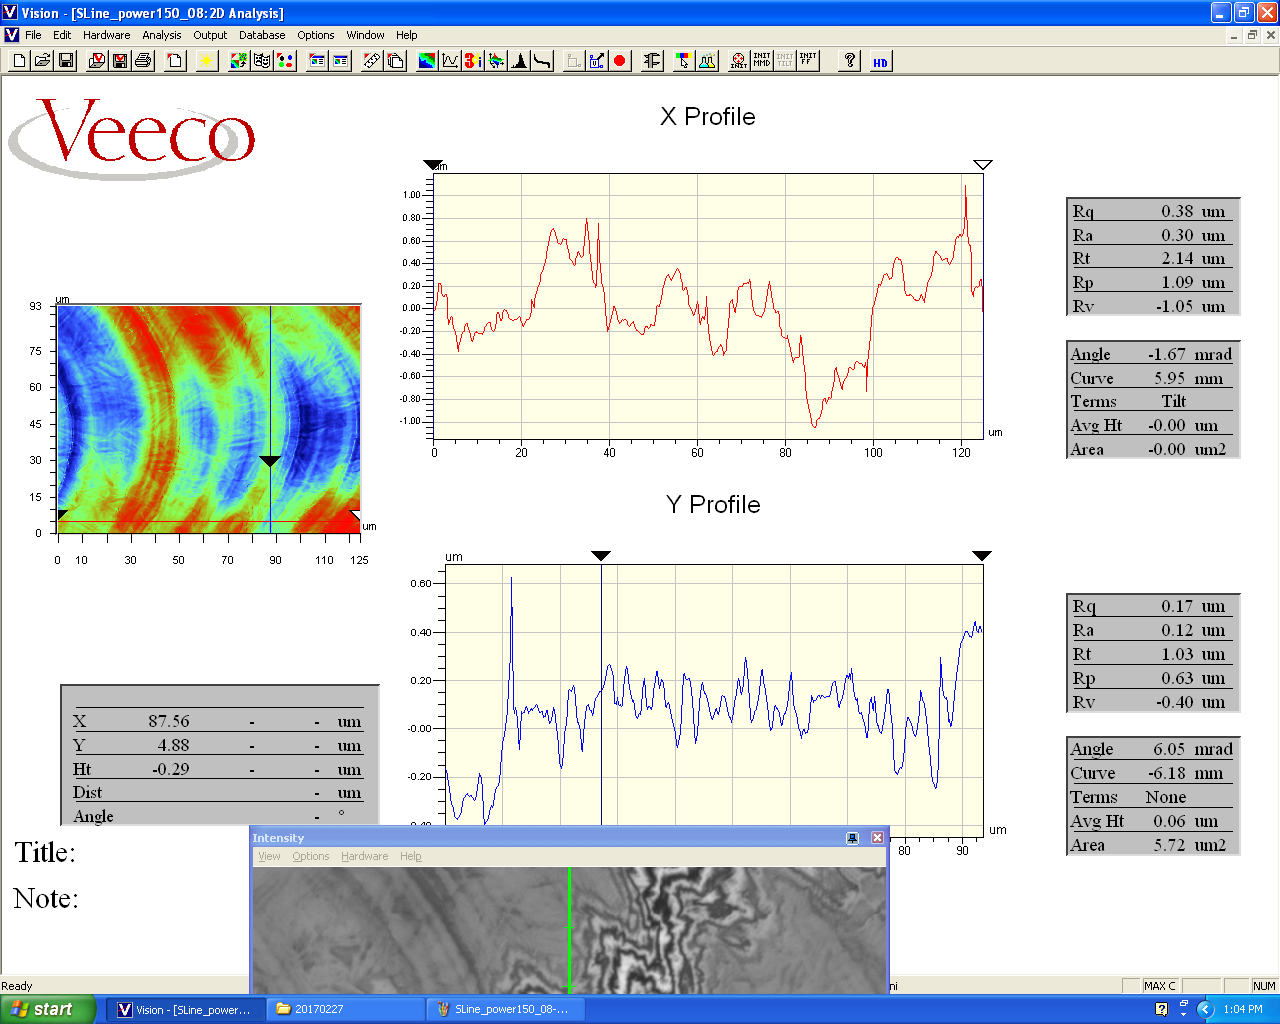 Vision - [SLine_power150_08:2D Analysis]
File Edit Hardware Analysis Output Database Options Window Help
INIT INIT MMD INIT TILT INIT FF ? HD
Veeco
X Profile
um
1.00
0.80
0.60
0.40
0.20
0.00
-0.20
-0.40
-0.60
-0.80
-1.00
0 20 40 60 80 100 120 um
Rq 0.38 um
Ra 0.30 um
Rt 2.14 um
Rp 1.09 um
Rv -1.05 um
Angle -1.67 mrad
Curve 5.95 mm
Terms Tilt
Avg Ht -0.00 um
Area -0.00 um2
um
93
75
60
45
30
15
0
um
0 10 30 50 70 90 110 125
Y Profile
um
0.60
0.40
0.20
-0.00
-0.20
80 90 um
Rq 0.17 um
Ra 0.12 um
Rt 1.03 um
Rp 0.63 um
Rv -0.40 um
Angle 6.05 mrad
Curve -6.18 mm
Terms None
Avg Ht 0.06 um
Area 5.72 um2
X 87.56 - - um
Y 4.88 - - um
Ht -0.29 - - um
Dist - um
Angle - °
Title:
Note:
Intensity
View Options Hardware Help
Ready MAX C NUM
start Vision - [SLine_power... 20170227 SLine_power150_08-... 1:04 PM